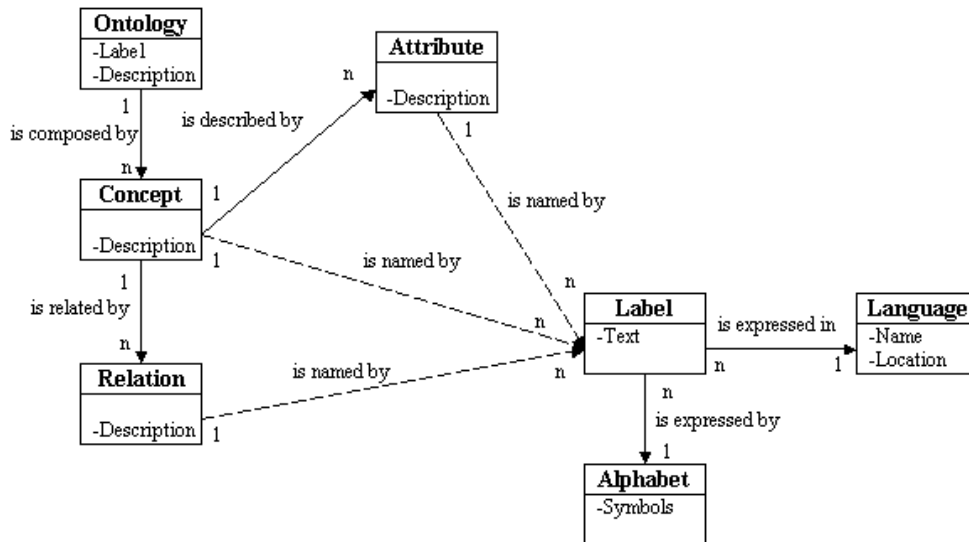 Ontology
-Label
-Description
1
is composed by
n
Attribute
-Description
n
1
is described by
Concept
-Description
1
1
1
is named by
is named by
n
n
is related by
n
Relation
-Description
1
is named by
n
Label
-Text
is expressed in
n
1
Language
-Name
-Location
n
is expressed by
1
Alphabet
-Symbols